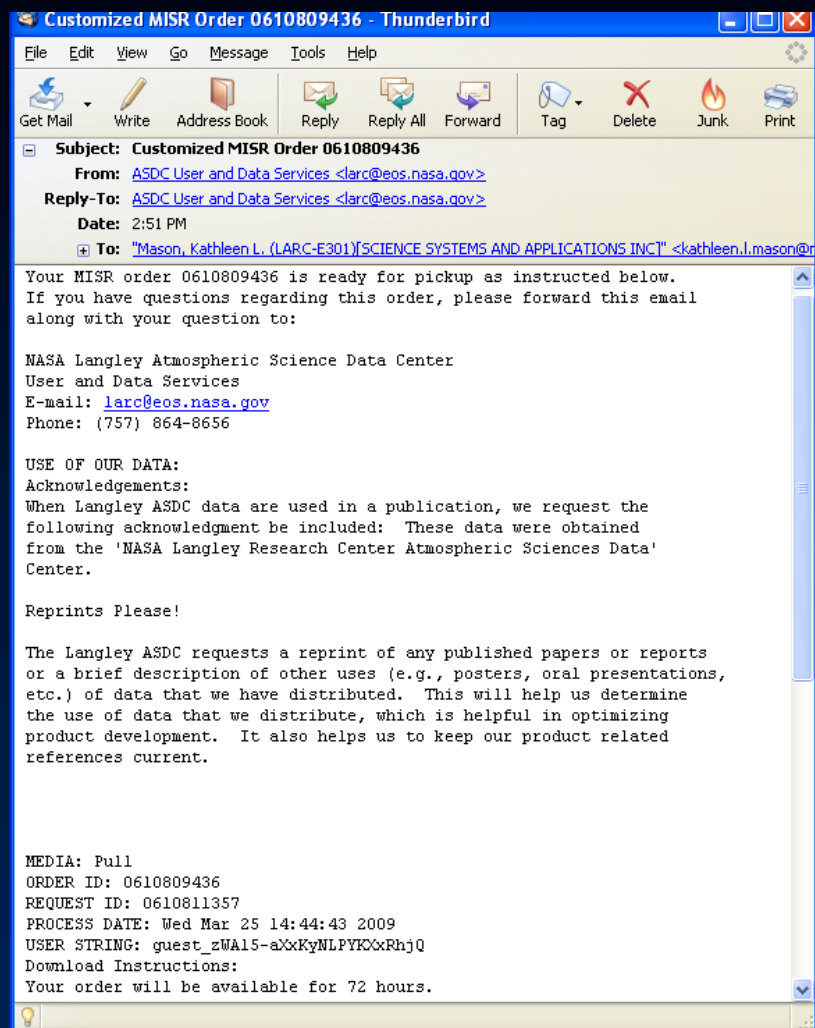 Customized MISR Order 0610809436 - Thunderbird
File Edit View Go Message Tools Help
Get Mail Write Address Book Reply Reply All Forward Tag Delete Junk Print
Subject: Customized MISR Order 0610809436
From: ASDC User and Data Services <larc@eos.nasa.gov>
Reply-To: ASDC User and Data Services <larc@eos.nasa.gov>
Date: 2:51 PM
To: "Mason, Kathleen L. (LARC-E301)[SCIENCE SYSTEMS AND APPLICATIONS INC]" <kathleen.l.mason@n
Your MISR order 0610809436 is ready for pickup as instructed below.
If you have questions regarding this order, please forward this email
along with your question to:
NASA Langley Atmospheric Science Data Center
User and Data Services
E-mail: larc@eos.nasa.gov
Phone: (757) 864-8656
USE OF OUR DATA:
Acknowledgements:
When Langley ASDC data are used in a publication, we request the
following acknowledgment be included: These data were obtained
from the 'NASA Langley Research Center Atmospheric Sciences Data'
Center.
Reprints Please!
The Langley ASDC requests a reprint of any published papers or reports
or a brief description of other uses (e.g., posters, oral presentations,
etc.) of data that we have distributed. This will help us determine
the use of data that we distribute, which is helpful in optimizing
product development. It also helps us to keep our product related
references current.
MEDIA: Pull
ORDER ID: 0610809436
REQUEST ID: 0610811357
PROCESS DATE: Wed Mar 25 14:44:43 2009
USER STRING: guest_zWA15-aXxKyNLPYKXxRhjQ
Download Instructions:
Your order will be available for 72 hours.